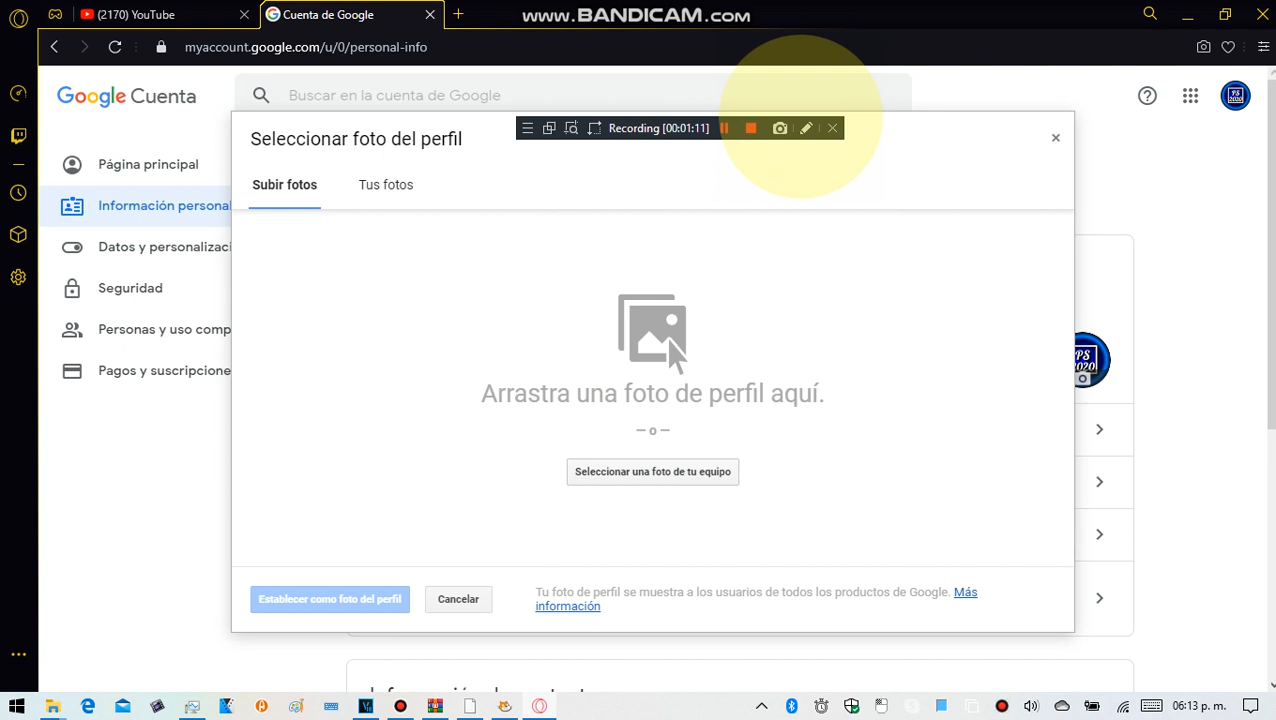 (2170) YouTube
Cuenta de Google
www.BANDICAM.com
myaccount.google.com/u/0/personal-info
Google Cuenta
Buscar en la cuenta de Google
PS
2020
Recording [00:01:11]
Seleccionar foto del perfil
Subir fotos
Tus fotos
Página principal
Información personal
Datos y personalizaci
Seguridad
Personas y uso comp
Pagos y suscripcione
PS
2020
Arrastra una foto de perfil aquí.
— o —
Seleccionar una foto de tu equipo
Establecer como foto del perfil
Cancelar
Tu foto de perfil se muestra a los usuarios de todos los productos de Google. Más
información
06:13 p. m.